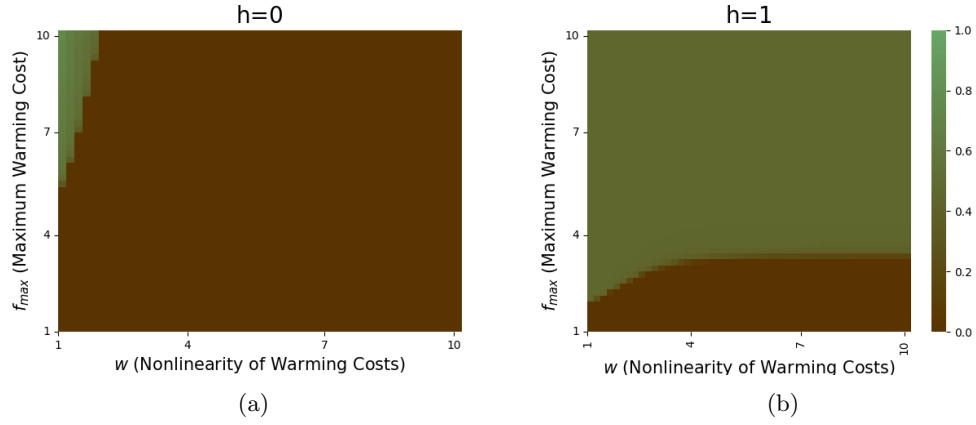 h=0
10
7
4
1
f_max (Maximum Warming Cost)
1
4
7
10
w (Nonlinearity of Warming Costs)
(a)
h=1
10
7
4
1
f_max (Maximum Warming Cost)
1
4
7
10
w (Nonlinearity of Warming Costs)
(b)
1.0
0.8
0.6
0.4
0.2
0.0